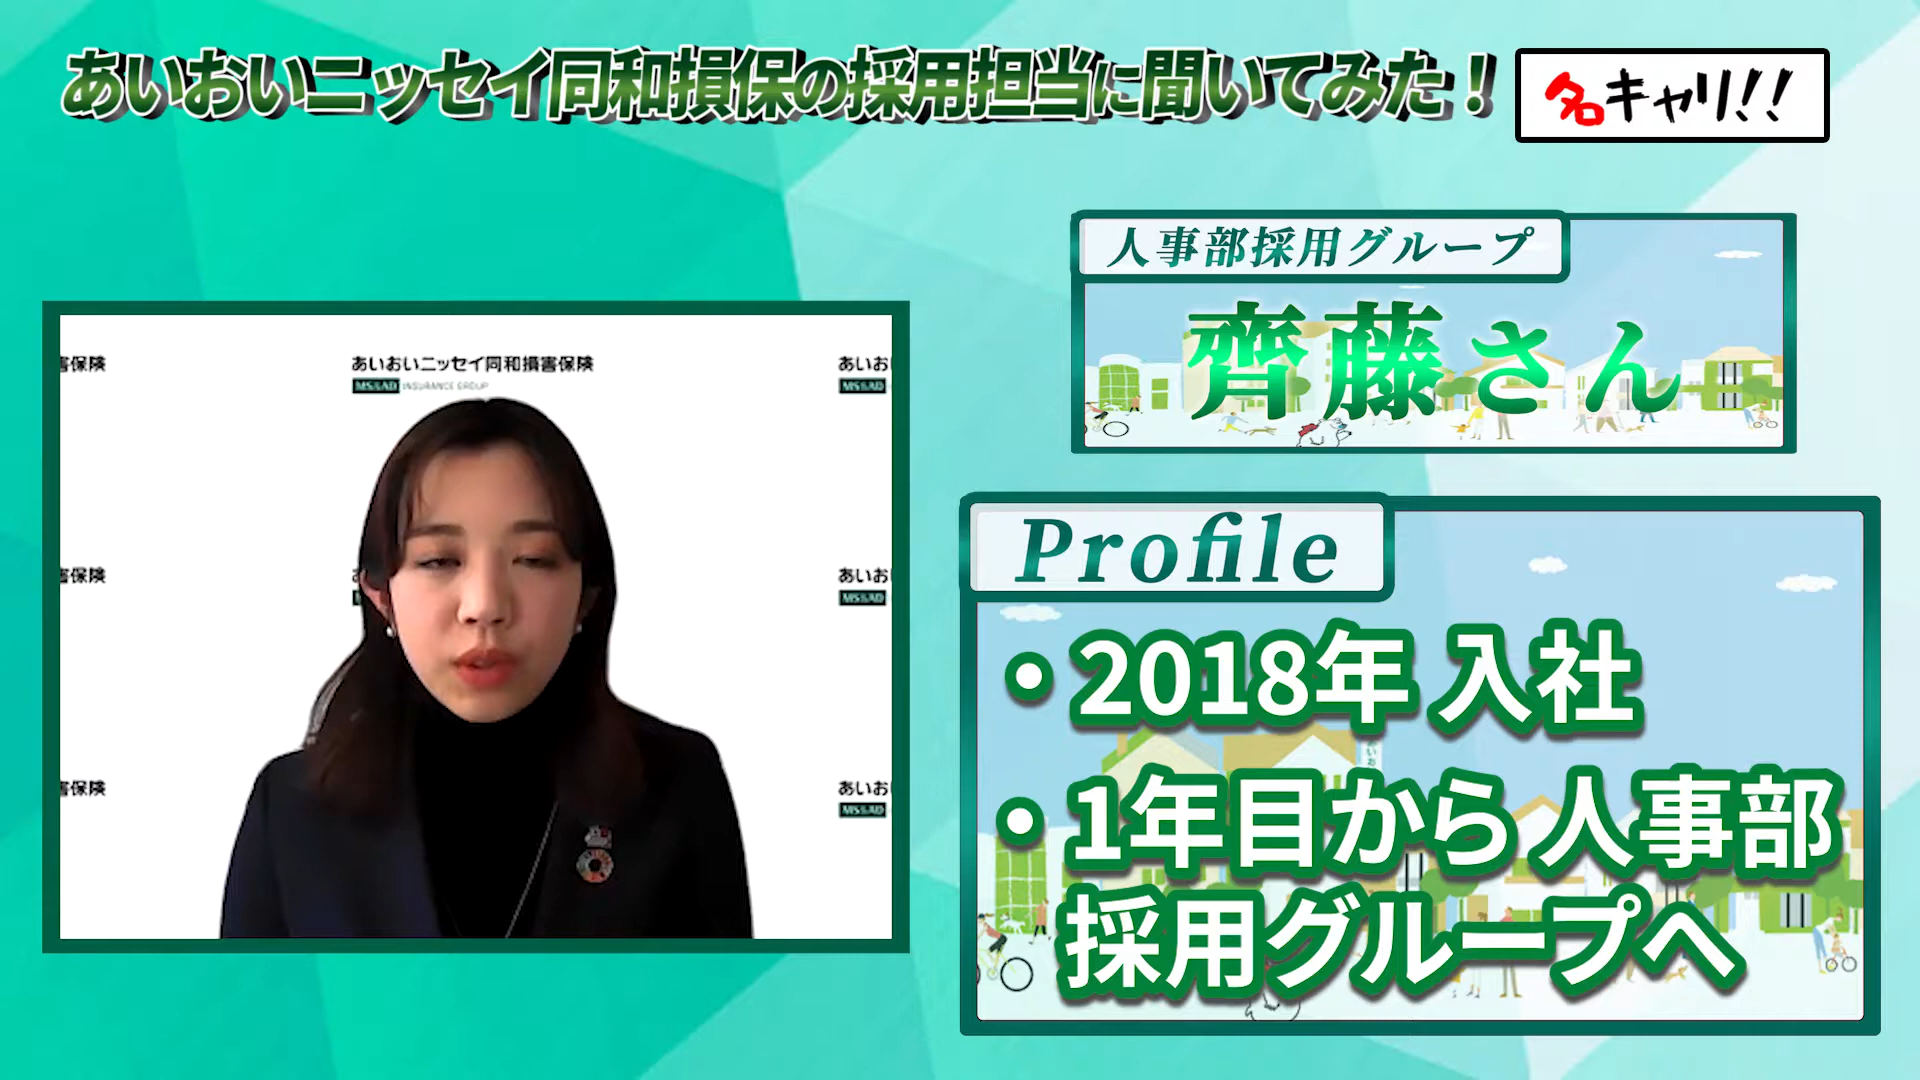 あいおいニッセイ同和損保の採用担当に聞いてみた！
名キャリ!!
人事部採用グループ
齊藤さん
害保険
あいおいニッセイ同和損害保険
MS&AD INSURANCE GROUP
あいお
MS&AD
害保険
あいお
MS&AD
害保険
あいお
MS&AD
Profile
・2018年 入社
・1年目から 人事部
採用グループへ